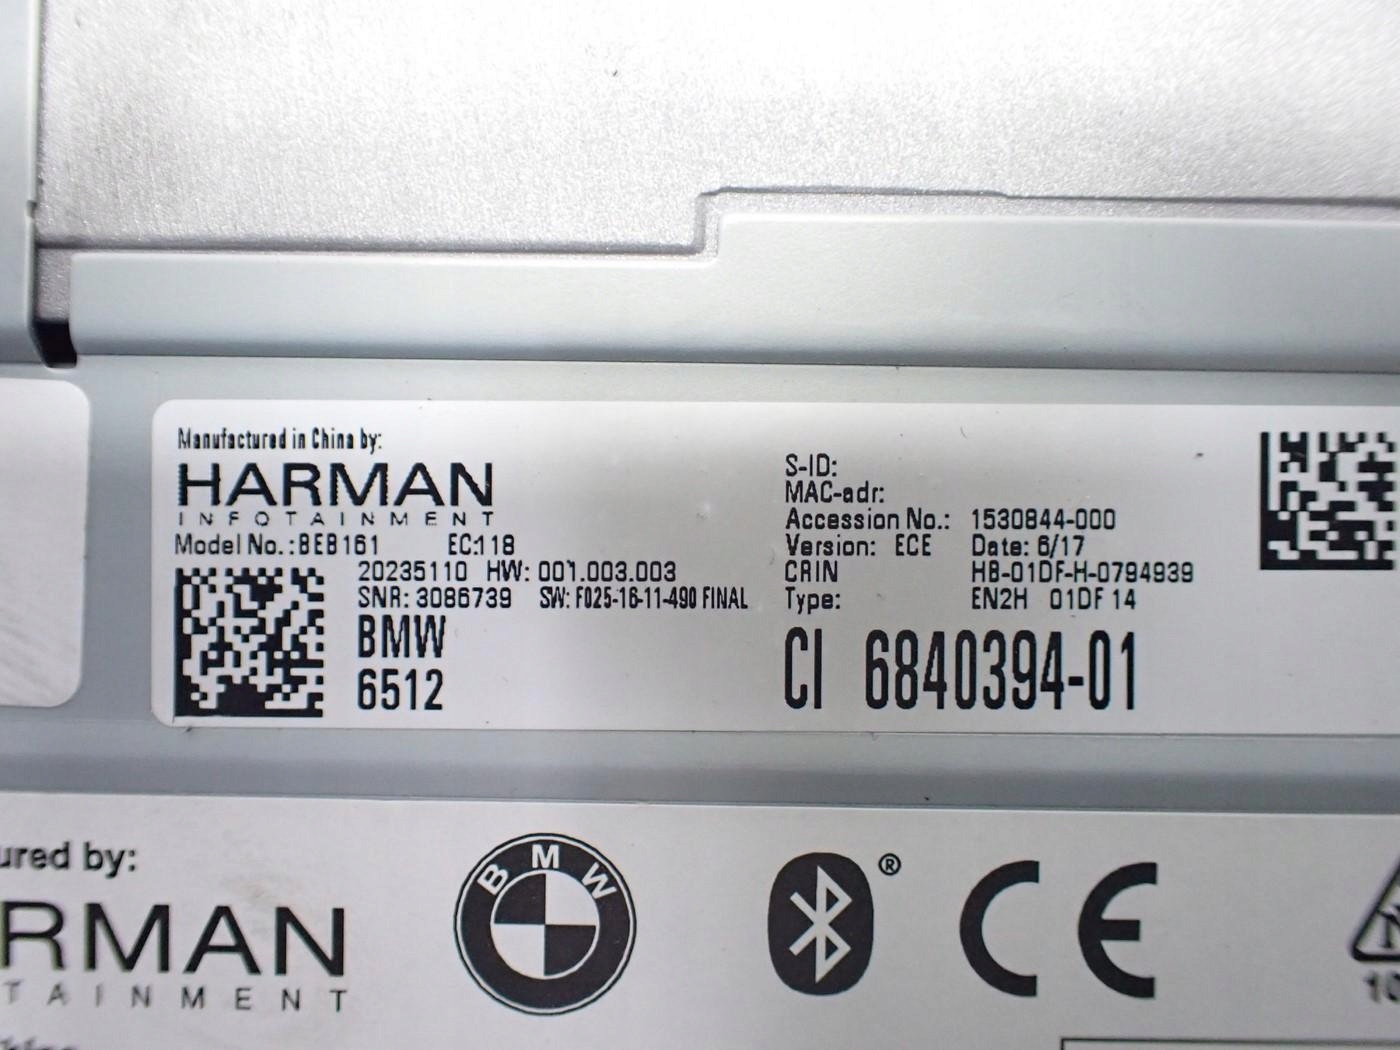 Manufactured in China by:
HARMAN
INFOTAINMENT
Model No.:BE8161 EC:118
20235110 HW: 001.003.003
SNR: 3086739 SW: F025-16-11-490 FINAL
BMW
6512
S-ID:
MAC-adr:
Accession No.: 1530844-000
Version: ECE Date: 6/17
CRIN HB-01DF-H-0794939
Type: EN2H 01DF 14
CI 6840394-01
ured by:
RMAN
TAINMENT
BMW
®
CE
10